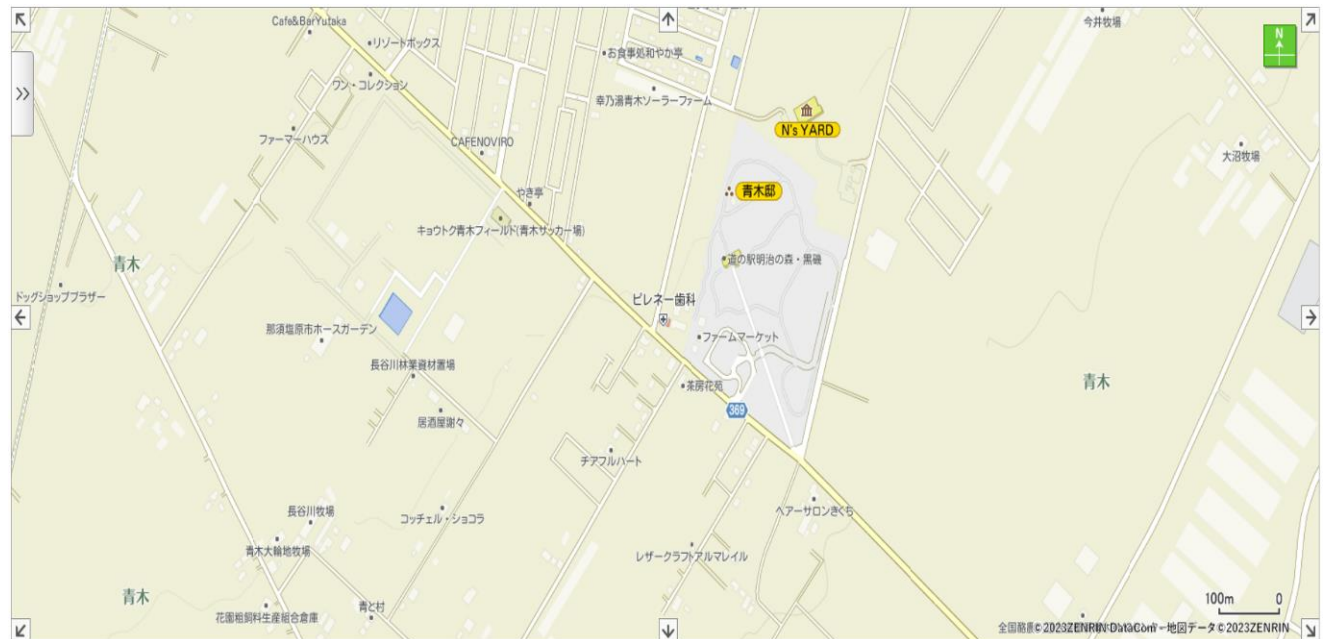 Cafe&BarYutaka
今井牧場
N
リゾートボックス
お食事処和やか亭
ワン・コレクション
幸乃湯青木ソーラーファーム
N's YARD
ファーマーハウス
CAFENOVIRO
大沼牧場
やき亭
青木邸
キョウトク青木フィールド(青木サッカー場)
青木
道の駅明治の森・黒磯
ドッグショップブラザー
ピレネー歯科
那須塩原市ホースガーデン
ファームマーケット
長谷川林業資材置場
青木
茶房花苑
369
居酒屋謝々
チアフルハート
長谷川牧場
コッチェル・ショコラ
ヘアーサロンきくち
青木大輪地牧場
レザークラフトアルマレイル
青木
青と村
花園粗飼料生産組合倉庫
100m 0
©2023ZENRIN DataCom 地図データ©2023ZENRIN